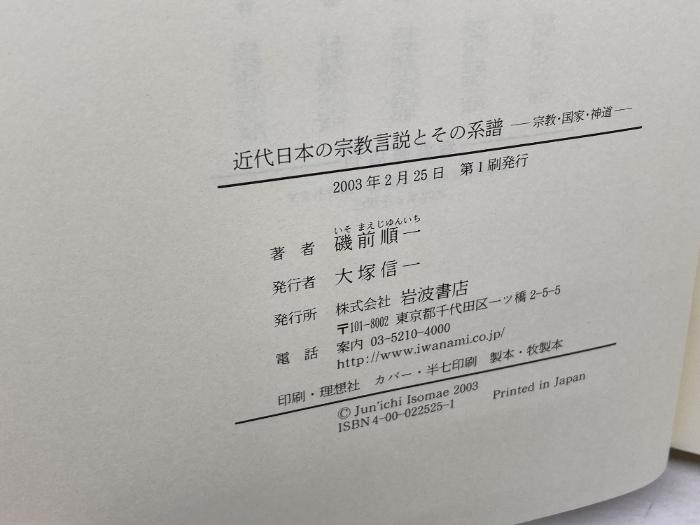 近代日本の宗教言説とその系譜 ―宗教・国家・神道―
2003年2月25日 第1刷発行
いそ まえ じゅん いち
著 者 磯前順一
発行者 大塚信一
発行所 株式会社 岩波書店
〒101-8002 東京都千代田区一ツ橋2-5-5
電 話 案内 03-5210-4000
http://www.iwanami.co.jp/
印刷・理想社 カバー・半七印刷 製本・牧製本
© Jun'ichi Isomae 2003
ISBN4-00-022525-1 Printed in Japan